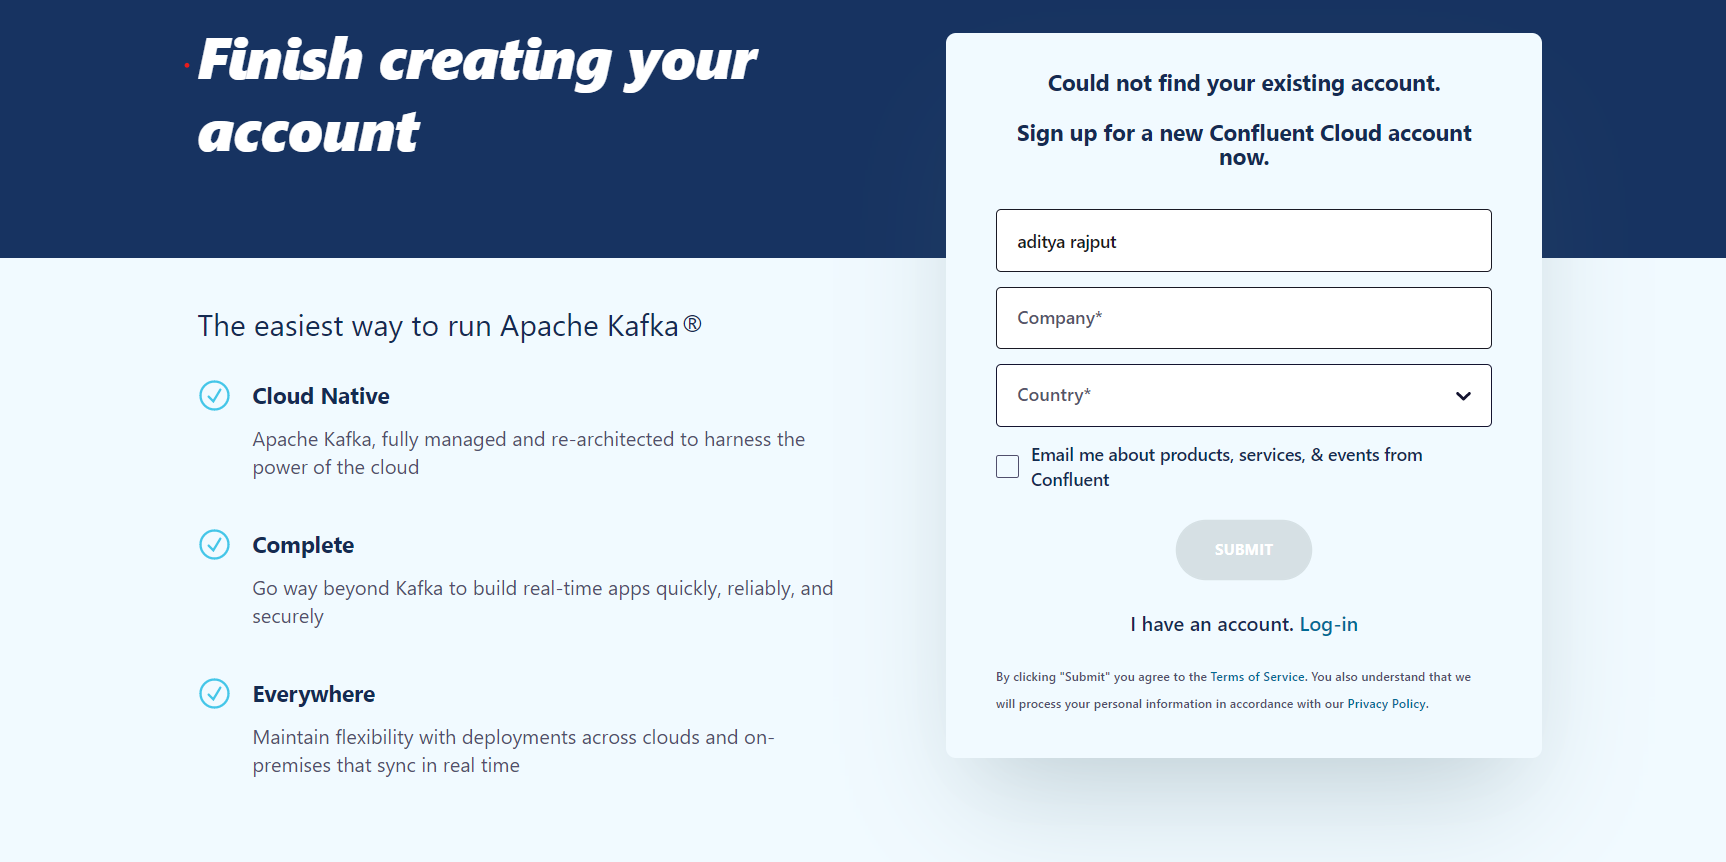 Finish creating your
account
The easiest way to run Apache Kafka®
Cloud Native
Apache Kafka, fully managed and re-architected to harness the
power of the cloud
Complete
Go way beyond Kafka to build real-time apps quickly, reliably, and
securely
Everywhere
Maintain flexibility with deployments across clouds and on-
premises that sync in real time
Could not find your existing account.
Sign up for a new Confluent Cloud account
now.
aditya rajput
Company*
Country*
Email me about products, services, & events from
Confluent
SUBMIT
I have an account. Log-in
By clicking "Submit" you agree to the Terms of Service. You also understand that we
will process your personal information in accordance with our Privacy Policy.